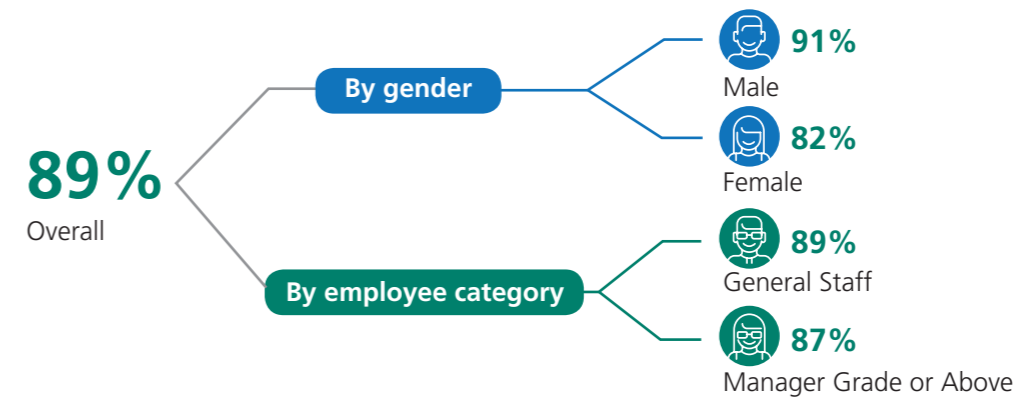 89%
Overall
By gender
91%
Male
82%
Female
By employee category
89%
General Staff
87%
Manager Grade or Above